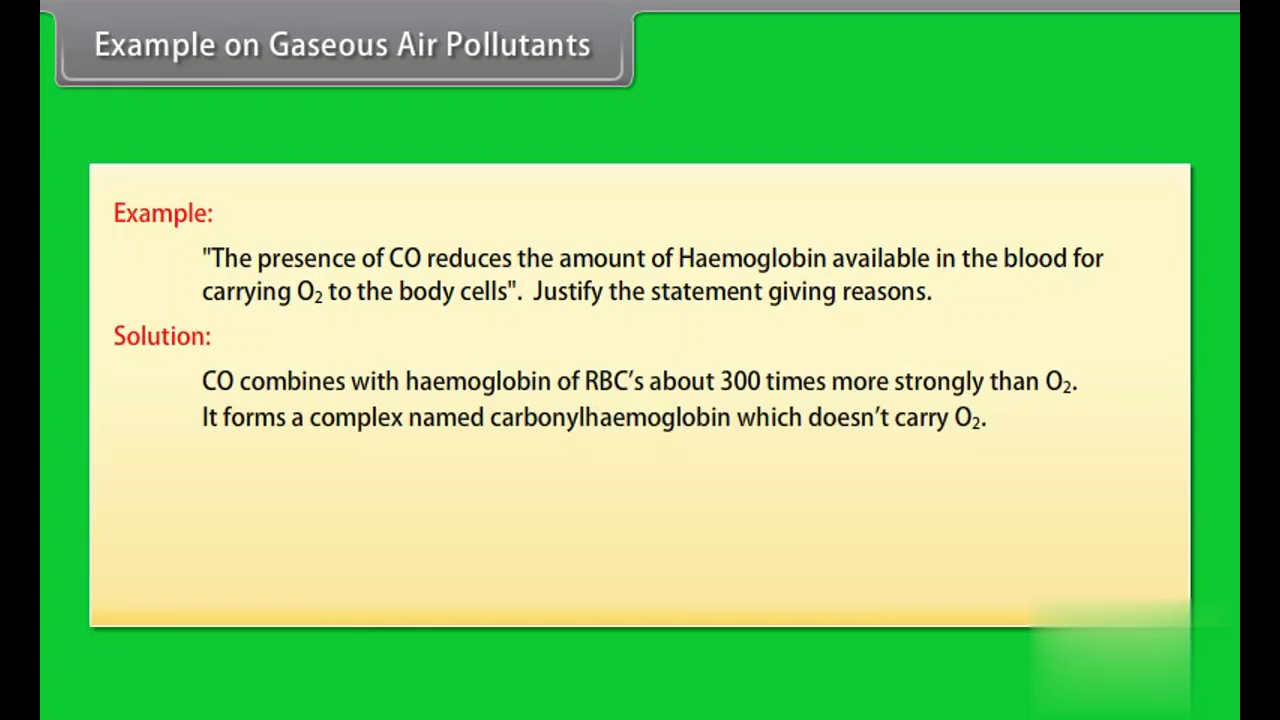 Example on Gaseous Air Pollutants
Example:
"The presence of CO reduces the amount of Haemoglobin available in the blood for
carrying O₂ to the body cells". Justify the statement giving reasons.
Solution:
CO combines with haemoglobin of RBC’s about 300 times more strongly than O₂.
It forms a complex named carbonylhaemoglobin which doesn’t carry O₂.